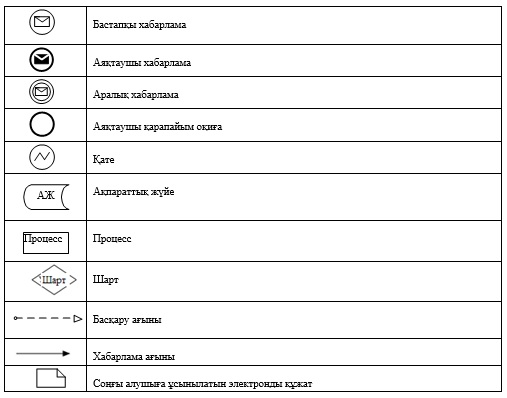 Бастапқы хабарлама
Аяқтаушы хабарлама
Аралық хабарлама
Аяқтаушы қарапайым оқиға
Қате
АЖ Ақпараттық жүйе
Процесс Процесс
Шарт Шарт
Басқару ағыны
Хабарлама ағыны
Соңғы алушыға ұсынылатын электронды құжат